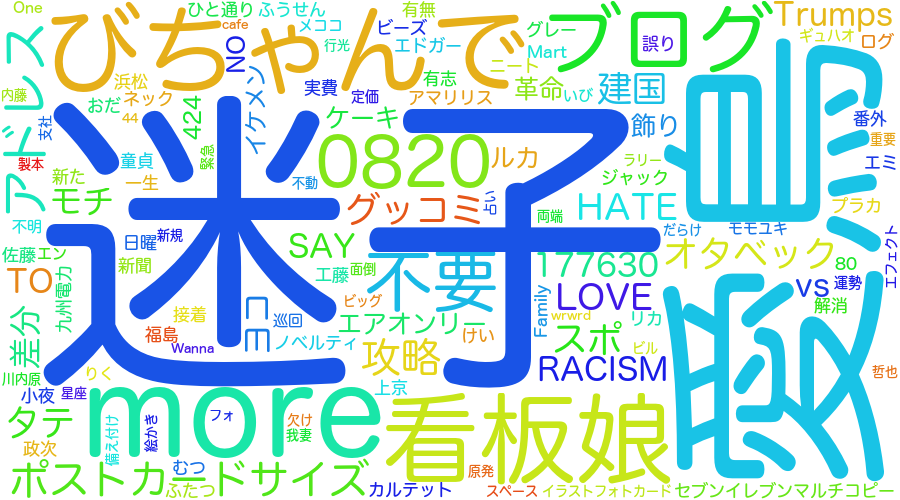 One
ひと通り
ふうせん
メココ
有無
グレー
Trumps
cafe
ビーズ
エドガー
行光
Mart
誤り
ギュハオ
ログ
びちゃんで
ブログ
NO
浜松
ネック
イケメン
実費
有志
ニート
革命
建国
内藤
44
おだ
424
定価
アマリリス
いび
飾り
番外
アドレス
安社
製本
童貞
緊急
ケーキ
0820
ルカ
ラリー
重要
新た
一生
不動
占い
ジャック
エミ
モチ
グッコミ
両端
HATE
プラカ
迷子
鳥
愛
不明
日曜
新規
SAY
不要
だらけ
モモユキ
佐藤
エン
新聞
工藤
面倒
177630
オタベック
80
エフェクト
TO
九州電力
ヨコ
ビッグ
Family
LOVE
vs
運勢
解消
接着
巡回
エアオンリー
wrwrd
リカ
差分
福島
ノベルティ
けい
スポ
Wanna
攻略
ビル
川内原
星座
りく
上京
RACISM
哲也
小夜
more
看板娘
タテ
備え付け
絵かき
フォ
欠け
我妻
政次
むつ
原発
ポストカードサイズ
ふたつ
カルテット
スペース
イラストフォトカード
セブンイレブンマルチコピー